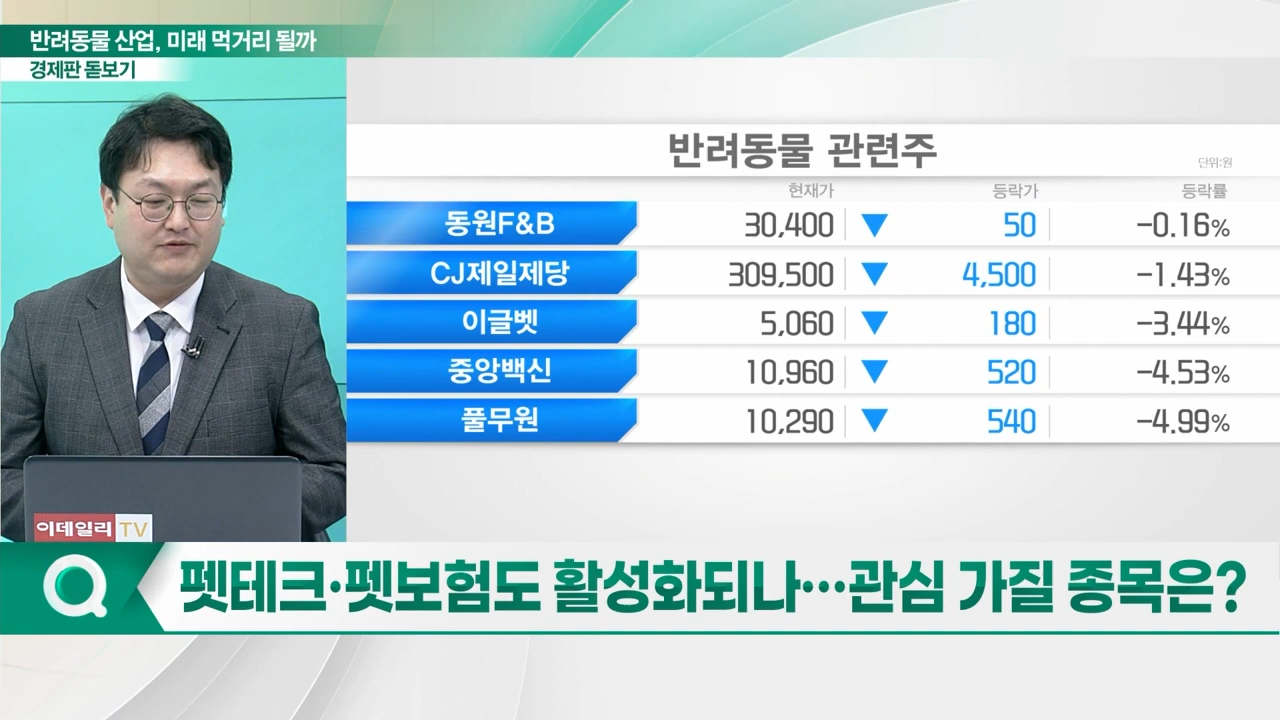 반려동물 산업, 미래 먹거리 될까
경제판 돋보기
반려동물 관련주
단위:원
현재가 등락가 등락률
동원F&B 30,400 ▼ 50 -0.16%
CJ제일제당 309,500 ▼ 4,500 -1.43%
이글벳 5,060 ▼ 180 -3.44%
중앙백신 10,960 ▼ 520 -4.53%
풀무원 10,290 ▼ 540 -4.99%
이데일리TV
펫테크·펫보험도 활성화되나…관심 가질 종목은?